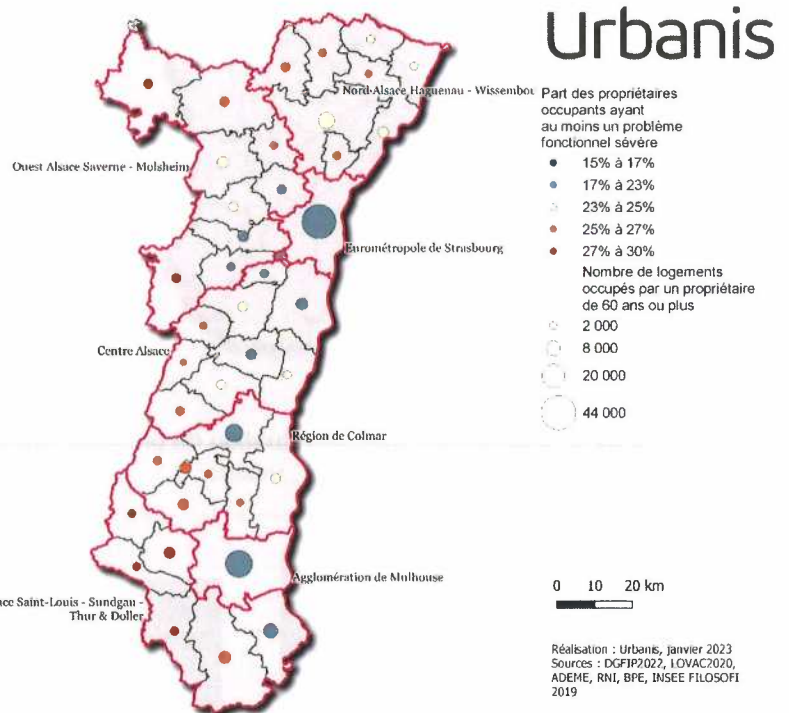 Urbanis
Part des propriétaires
occupants ayant
au moins un problème
fonctionnel sévère
15% à 17%
17% à 23%
23% à 25%
25% à 27%
27% à 30%
Nombre de logements
occupés par un propriétaire
de 60 ans ou plus
2 000
8 000
20 000
44 000
Nord-Alsace Haguenau - Wissembou
Ouest Alsace Saverne - Molsheim
Eurométropole de Strasbourg
Centre Alsace
Région de Colmar
Agglomération de Mulhouse
ace Saint-Louis - Sundgau -
Thur & Doller
0 10 20 km
Réalisation : Urbanis, janvier 2023
Sources : DGFIP2022, LOVAC2020,
ADEME, RNI, BPE, INSEE FILOSOFI
2019